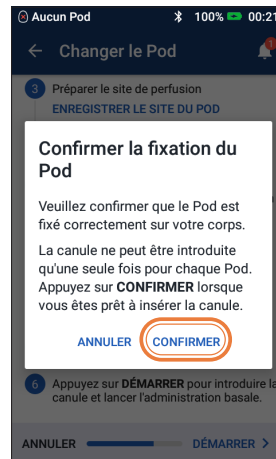 Aucun Pod 100% 00:21
Changer le Pod
3 Préparer le site de perfusion
ENREGISTRER LE SITE DU POD
Confirmer la fixation du
Pod
Veuillez confirmer que le Pod est
fixé correctement sur votre corps.
La canule ne peut être introduite
qu'une seule fois pour chaque Pod.
Appuyez sur CONFIRMER lorsque
vous êtes prêt à insérer la canule.
ANNULER CONFIRMER
6 Appuyez sur DÉMARRER pour introduire la
canule et lancer l'administration basale.
ANNULER DÉMARRER >